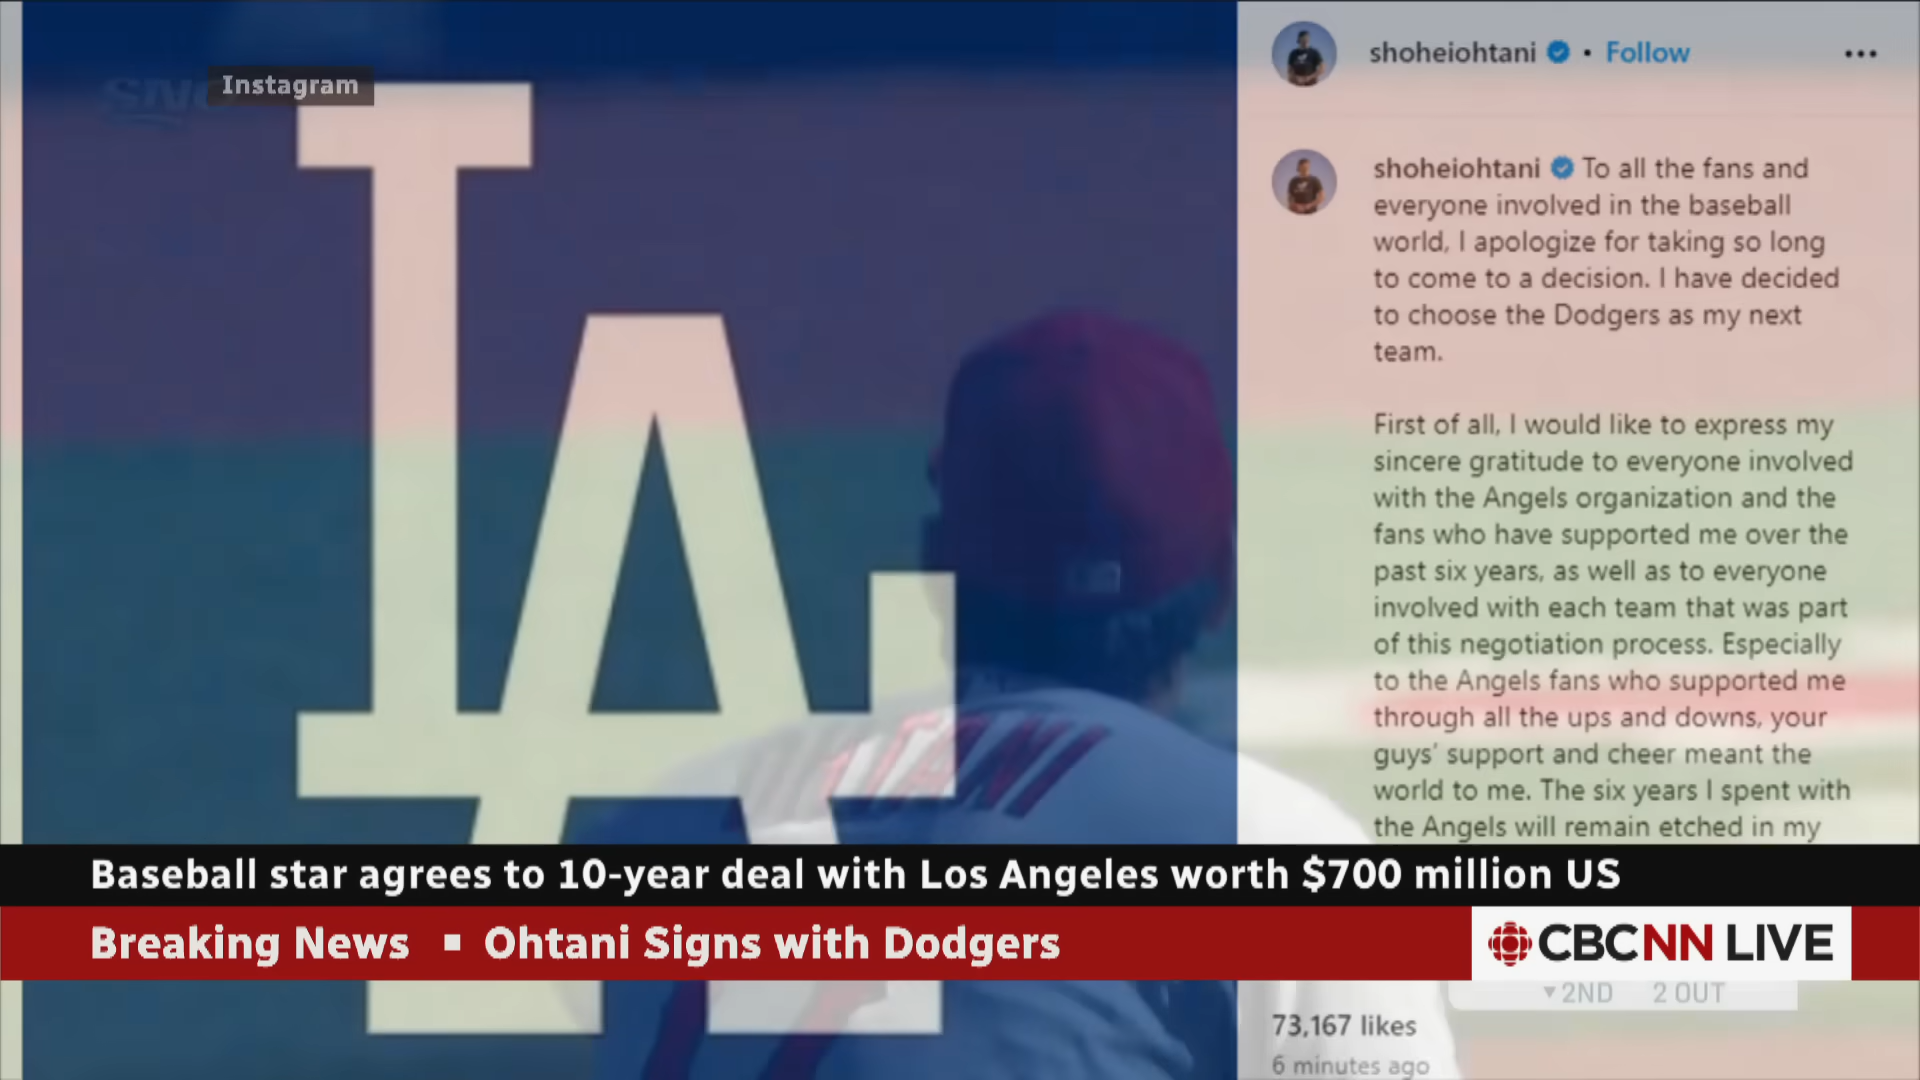 SN
Instagram
LA
shoheiohtani • Follow
shoheiohtani To all the fans and
everyone involved in the baseball
world, I apologize for taking so long
to come to a decision. I have decided
to choose the Dodgers as my next
team.
First of all, I would like to express my
sincere gratitude to everyone involved
with the Angels organization and the
fans who have supported me over the
past six years, as well as to everyone
involved with each team that was part
of this negotiation process. Especially
to the Angels fans who supported me
through all the ups and downs, your
guys’ support and cheer meant the
world to me. The six years I spent with
the Angels will remain etched in my
OHTANI
Baseball star agrees to 10-year deal with Los Angeles worth $700 million US
Breaking News ▪ Ohtani Signs with Dodgers
CBCNN LIVE
▼2ND 2 OUT
73,167 likes
6 minutes ago